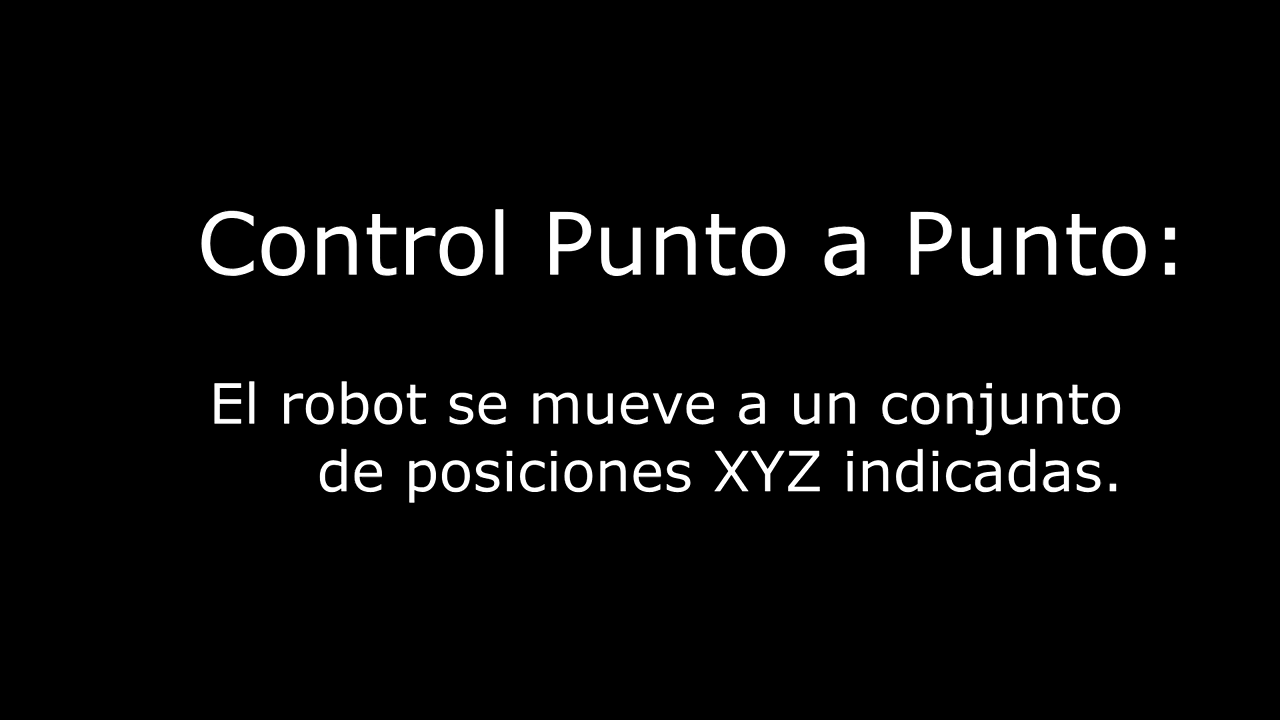 Control Punto a Punto:
El robot se mueve a un conjunto
de posiciones XYZ indicadas.